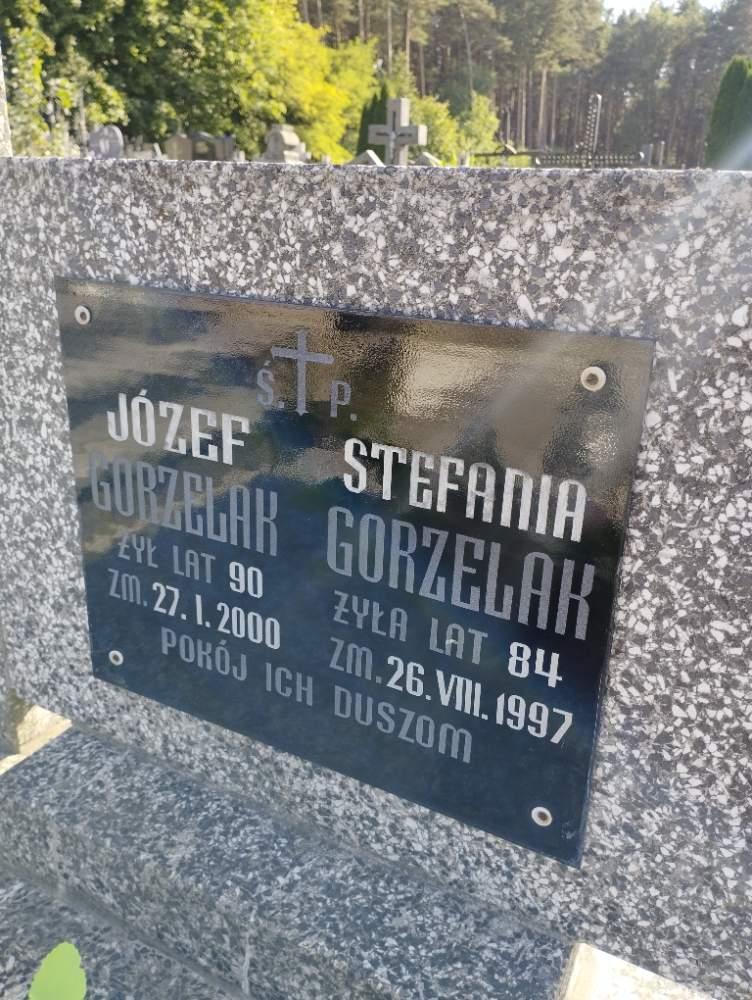 Ś. P.
JÓZEF
GORZELAK
ŻYŁ LAT 90
ZM. 27. I. 2000
STEFANIA
GORZELAK
ŻYŁA LAT 84
ZM. 26. VIII. 1997
POKÓJ ICH DUSZOM